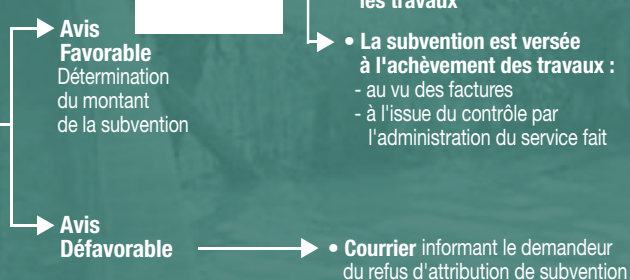 les travaux
Avis
Favorable
Détermination
du montant
de la subvention
• La subvention est versée
à l'achèvement des travaux :
- au vu des factures
- à l'issue du contrôle par
l'administration du service fait
Avis
Défavorable
• Courrier informant le demandeur
du refus d'attribution de subvention